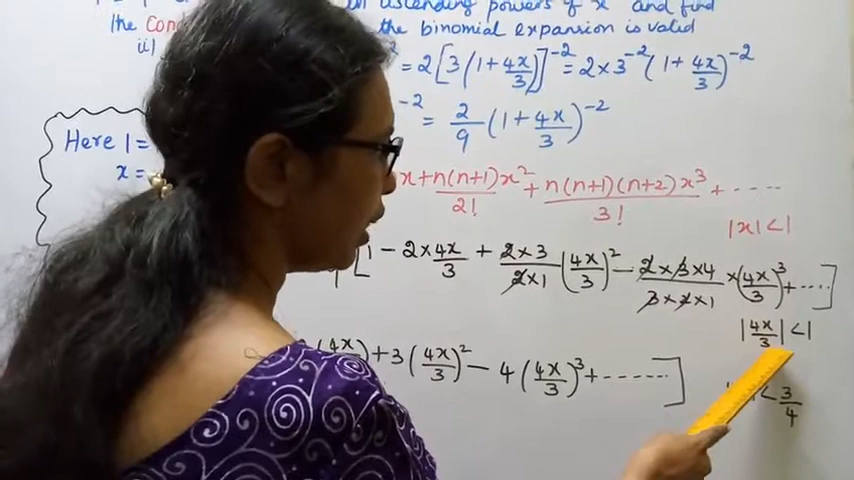 in ascending powers of x and find
the Con the binomial expansion is valid
ii)
= 2[3(1+4x/3)]⁻² = 2×3⁻²(1+4x/3)⁻²
⁻² = 2/9(1+4x/3)⁻²
Here 1=
x=
x+n(n+1)x²/2!+n(n+1)(n+2)x³/3!+----
|x|<1
[1-2×4x/3+2×3/2×1(4x/3)²-2×3×4/3×2×1×(4x/3)³+....]
|4x/3|<1
(4x/3)+3(4x/3)²-4(4x/3)³+-------]
<3/4